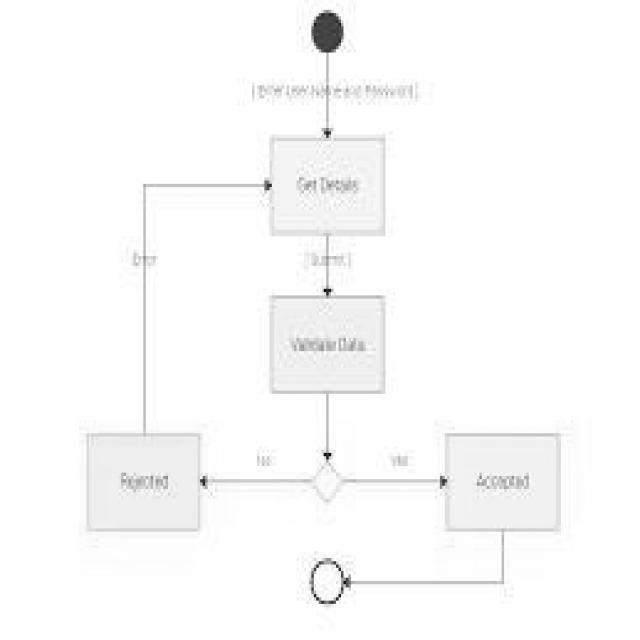 [ Enter User Name and Password ]
Get Details
Error
[ Submit ]
Validate Data
No
Yes
Rejected
Accepted